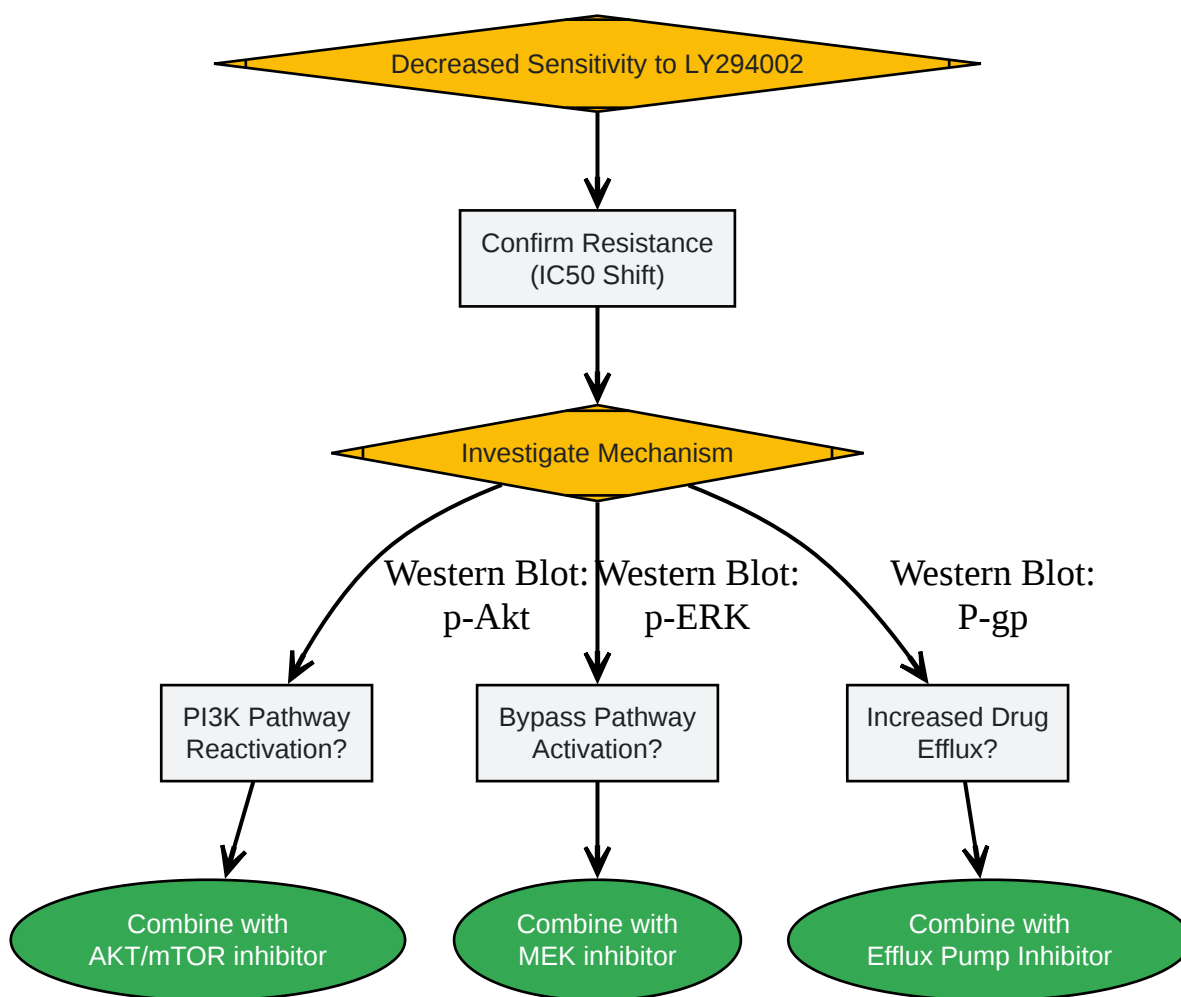 Decreased Sensitivity to LY294002
Confirm Resistance
(IC50 Shift)
Investigate Mechanism
Western Blot:
p-Akt
Western Blot:
p-ERK
Western Blot:
P-gp
PI3K Pathway
Reactivation?
Bypass Pathway
Activation?
Increased Drug
Efflux?
Combine with
AKT/mTOR inhibitor
Combine with
MEK inhibitor
Combine with
Efflux Pump Inhibitor